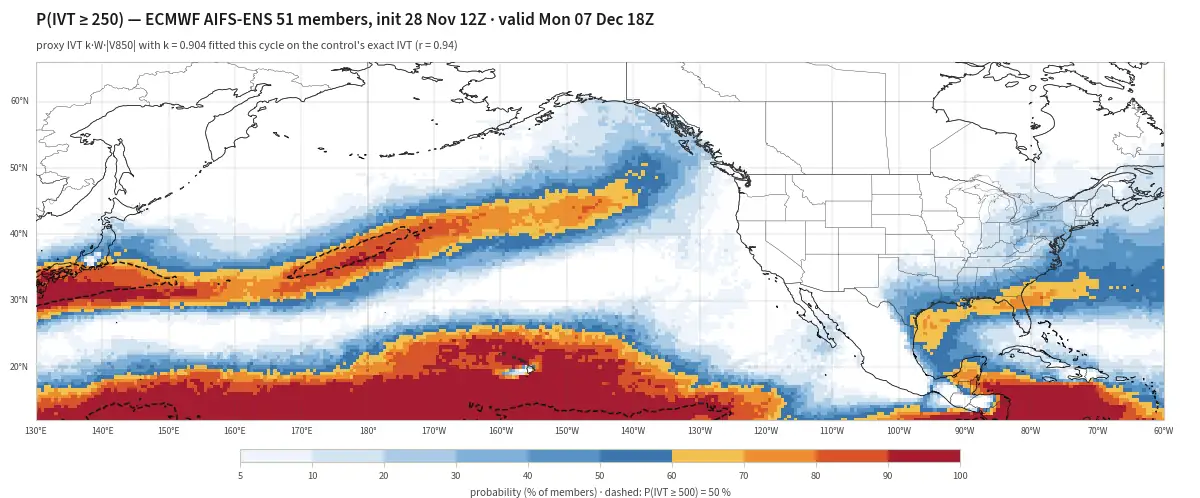 P(IVT ≥ 250) — ECMWF AIFS-ENS 51 members, init 28 Nov 12Z · valid Mon 07 Dec 18Z
proxy IVT k·W·|V850| with k = 0.904 fitted this cycle on the control's exact IVT (r = 0.94)
60°N
50°N
40°N
30°N
20°N
130°E 140°E 150°E 160°E 170°E 180° 170°W 160°W 150°W 140°W 130°W 120°W 110°W 100°W 90°W 80°W 70°W 60°W
5 10 20 30 40 50 60 70 80 90 100
probability (% of members) · dashed: P(IVT ≥ 500) = 50 %